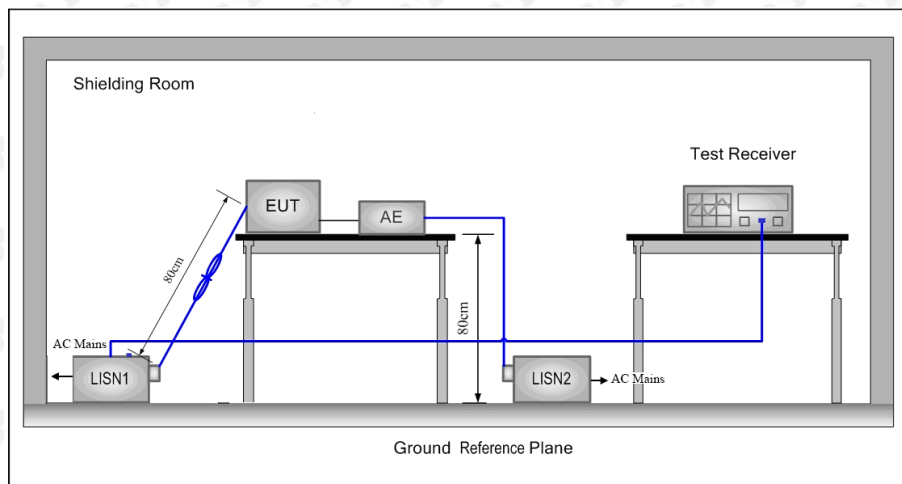 Shielding Room
Test Receiver
EUT
AE
80cm
80cm
AC Mains
LISN1
LISN2
AC Mains
Ground Reference Plane